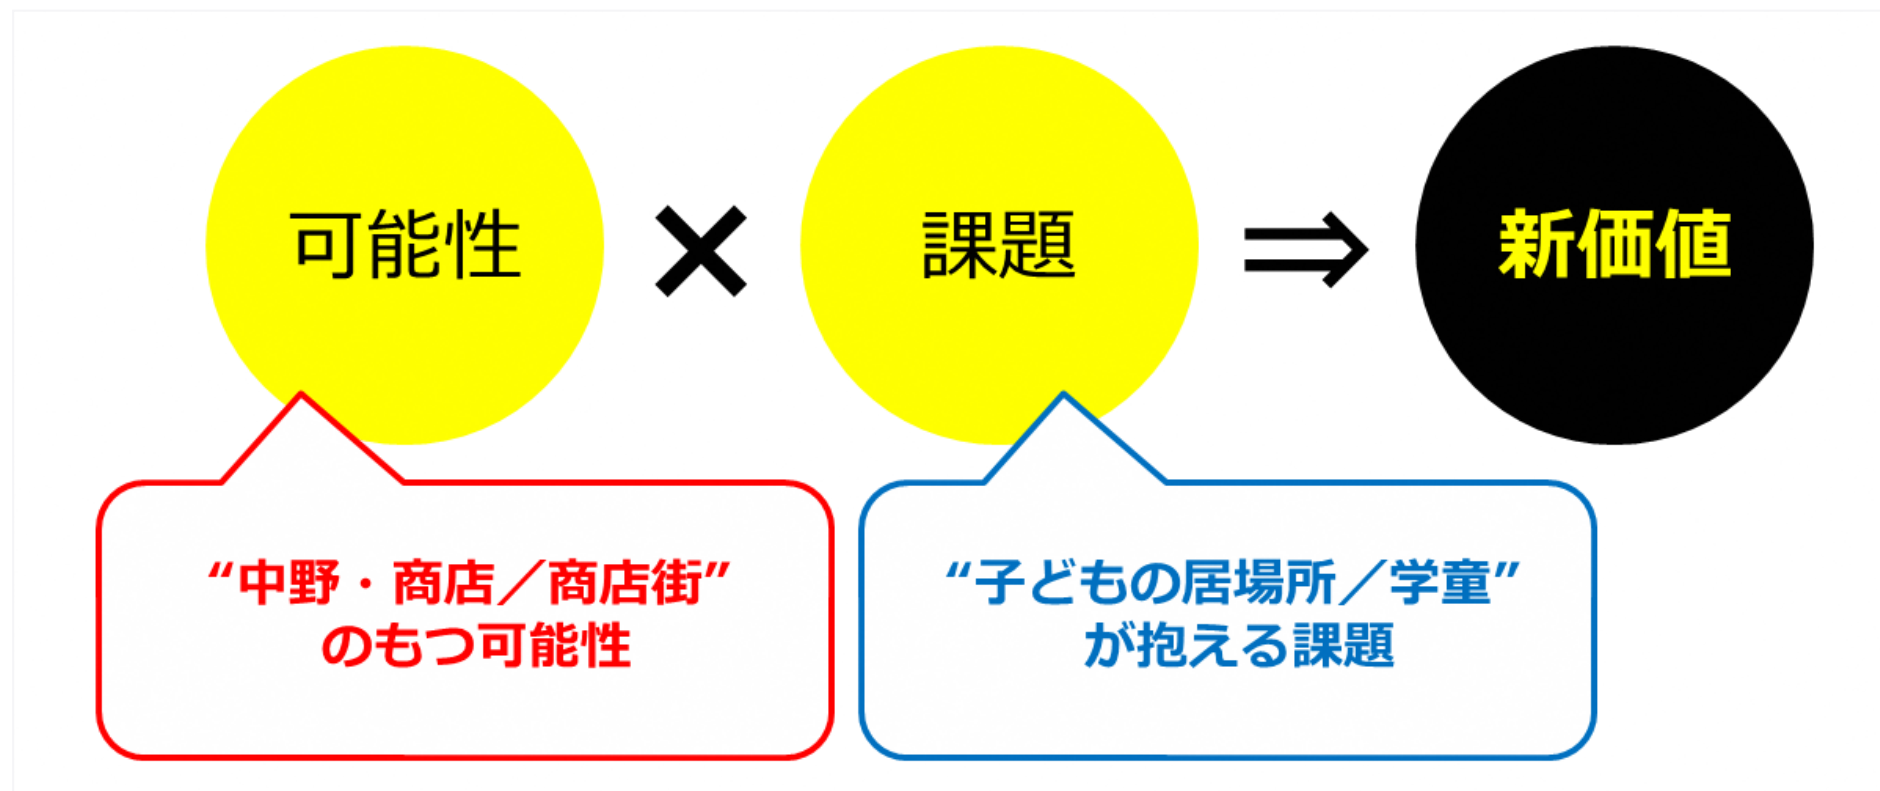 可能性
×
課題
⇒
新価値
“中野・商店／商店街”
のもつ可能性
“子どもの居場所／学童”
が抱える課題